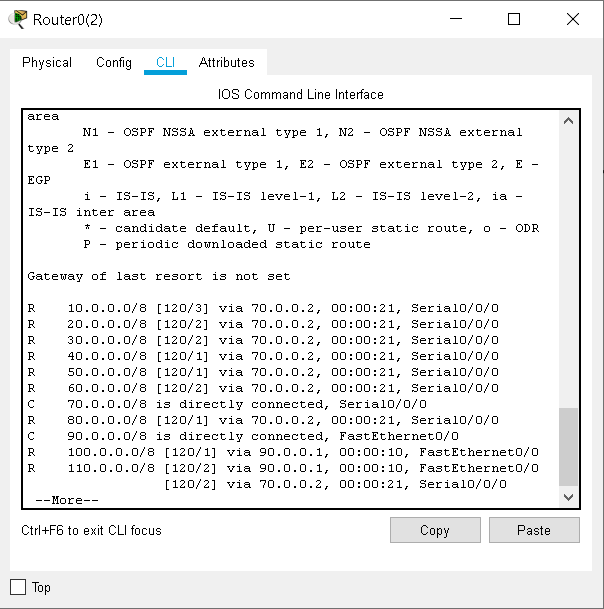 Router0(2)
Physical Config CLI Attributes
IOS Command Line Interface
area
       N1 - OSPF NSSA external type 1, N2 - OSPF NSSA external
type 2
       E1 - OSPF external type 1, E2 - OSPF external type 2, E -
EGP
       i - IS-IS, L1 - IS-IS level-1, L2 - IS-IS level-2, ia -
IS-IS inter area
       * - candidate default, U - per-user static route, o - ODR
       P - periodic downloaded static route

Gateway of last resort is not set

R    10.0.0.0/8 [120/3] via 70.0.0.2, 00:00:21, Serial0/0/0
R    20.0.0.0/8 [120/2] via 70.0.0.2, 00:00:21, Serial0/0/0
R    30.0.0.0/8 [120/2] via 70.0.0.2, 00:00:21, Serial0/0/0
R    40.0.0.0/8 [120/1] via 70.0.0.2, 00:00:21, Serial0/0/0
R    50.0.0.0/8 [120/1] via 70.0.0.2, 00:00:21, Serial0/0/0
R    60.0.0.0/8 [120/2] via 70.0.0.2, 00:00:21, Serial0/0/0
C    70.0.0.0/8 is directly connected, Serial0/0/0
R    80.0.0.0/8 [120/1] via 70.0.0.2, 00:00:21, Serial0/0/0
C    90.0.0.0/8 is directly connected, FastEthernet0/0
R    100.0.0.0/8 [120/1] via 90.0.0.1, 00:00:10, FastEthernet0/0
R    110.0.0.0/8 [120/2] via 90.0.0.1, 00:00:10, FastEthernet0/0
                 [120/2] via 70.0.0.2, 00:00:21, Serial0/0/0
 --More--
Ctrl+F6 to exit CLI focus
Copy Paste
Top